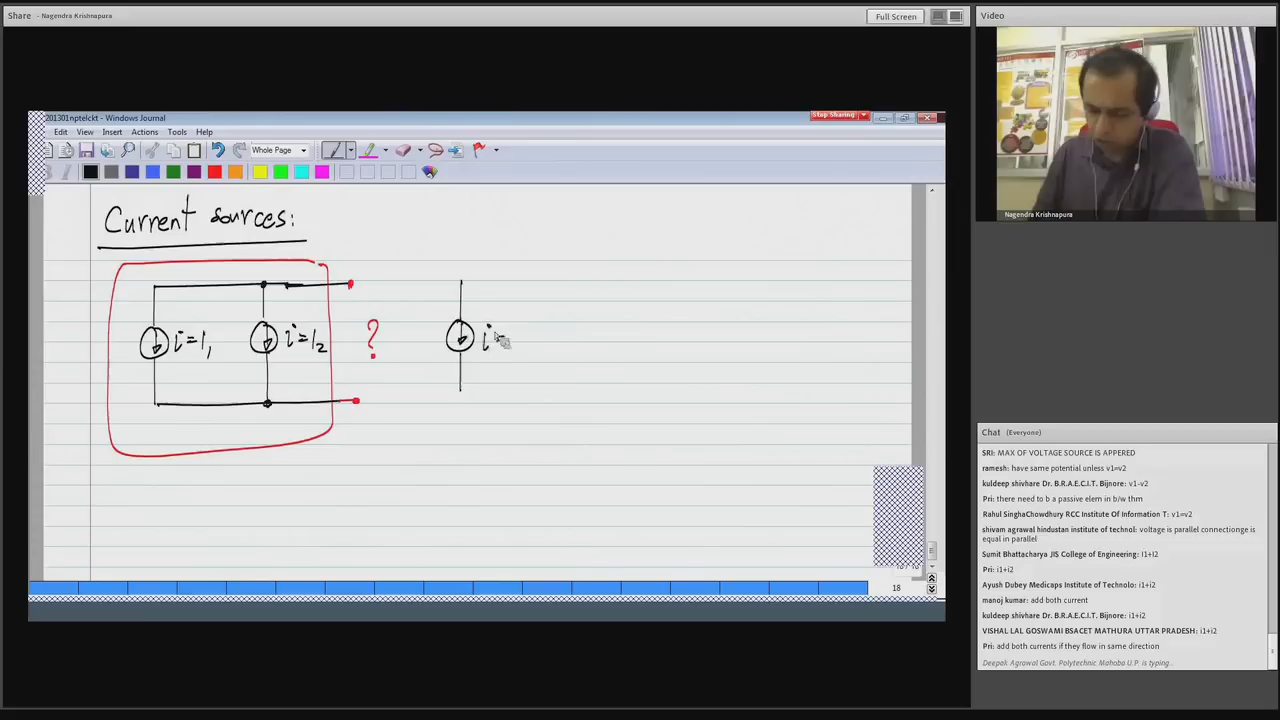 Share - Nagendra Krishnapura
Full Screen
Video
201301nptelckt - Windows Journal
Stop Sharing
Edit View Insert Actions Tools Help
Whole Page
Nagendra Krishnapura
Current sources:
i=I₁
i=I₂
?
i=
18
Chat (Everyone)
SRI: MAX OF VOLTAGE SOURCE IS APPERED
ramesh: have same potential unless v1=v2
kuldeep shivhare Dr. B.R.A.E.C.I.T. Bijnore: v1-v2
Pri: there need to b a passive elem in b/w thm
Rahul SinghaChowdhury RCC Institute Of Information T: v1=v2
shivam agrawal hindustan institute of technol: voltage is parallel connectionge is
equal in parallel
Sumit Bhattacharya JIS College of Engineering: I1+I2
Pri: i1+i2
Ayush Dubey Medicaps Institute of Technolo: i1+i2
manoj kumar: add both current
kuldeep shivhare Dr. B.R.A.E.C.I.T. Bijnore: i1+i2
VISHAL LAL GOSWAMI BSACET MATHURA UTTAR PRADESH: i1+i2
Pri: add both currents if they flow in same direction
Deepak Agrawal Govt. Polytechnic Mahoba U.P is typing..